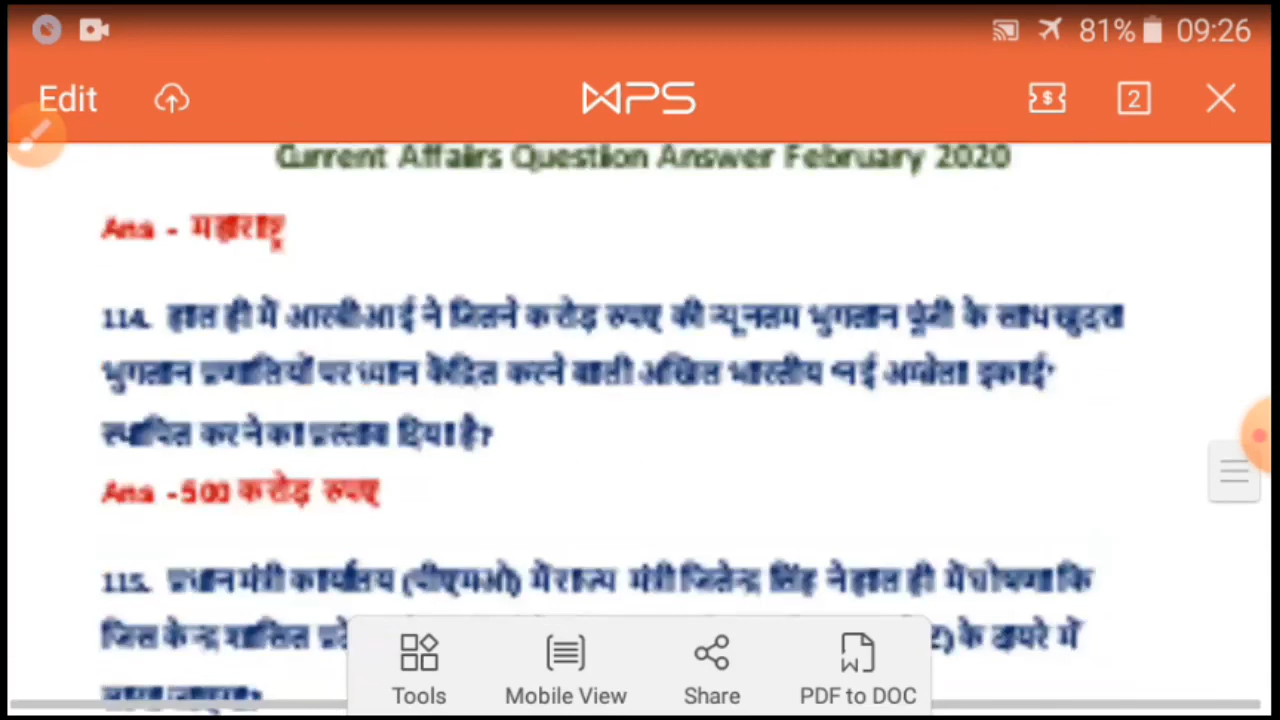 81% 09:26
Edit WPS 2
Current Affairs Question Answer February 2020
Ans - महाराष्ट्र
114. हाल ही में आरबीआई ने कितने करोड़ रुपए की न्यूनतम भुगतान पूंजी के साथ खुदरा
भुगतान प्रणालियों पर ध्यान केंद्रित करने वाली अखिल भारतीय नई अम्ब्रेला इकाई'
स्थापित करने का प्रस्ताव दिया है?
Ans -500 करोड़ रुपए
115. प्रधानमंत्री कार्यालय (पीएमओ) में राज्य मंत्री जितेन्द्र सिंह ने हाल ही में घोषणा कि
जिस केन्द्र शासित के दायरे में
Tools Mobile View Share PDF to DOC